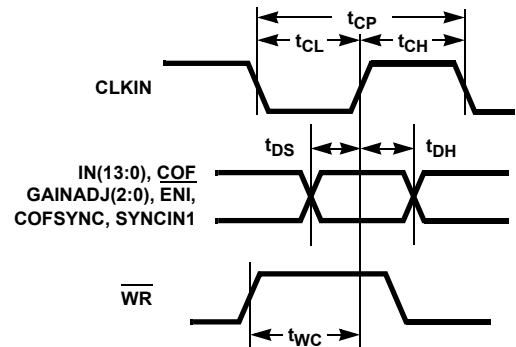 tCP
tCL tCH
CLKIN
tDS tDH
IN(13:0), COF
GAINADJ(2:0), ENI,
COFSYNC, SYNCIN1
WR
tWC